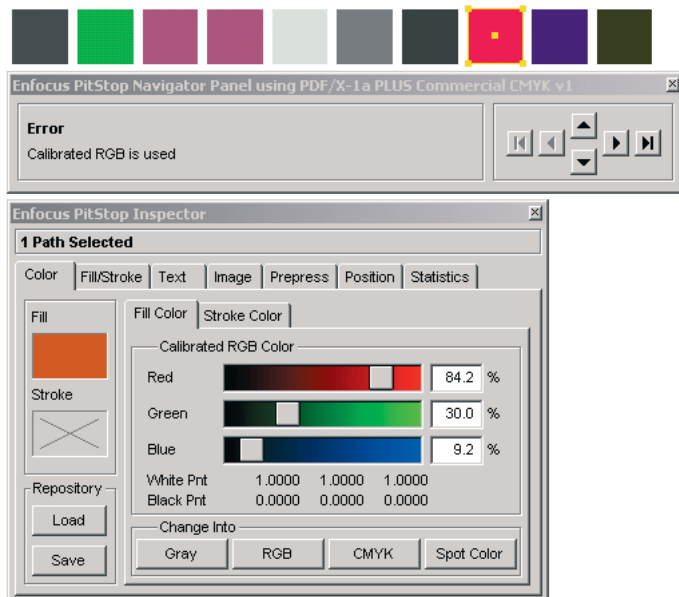 Enfocus PitStop Navigator Panel using PDF/X-1a PLUS Commercial CMYK v1
Error
Calibrated RGB is used
Enfocus PitStop Inspector
1 Path Selected
Color Fill/Stroke Text Image Prepress Position Statistics
Fill
Fill Color Stroke Color
Calibrated RGB Color
Red 84.2 %
Stroke
Green 30.0 %
Blue 9.2 %
White Pnt 1.0000 1.0000 1.0000
Black Pnt 0.0000 0.0000 0.0000
Repository
Load
Save
Change Into
Gray RGB CMYK Spot Color